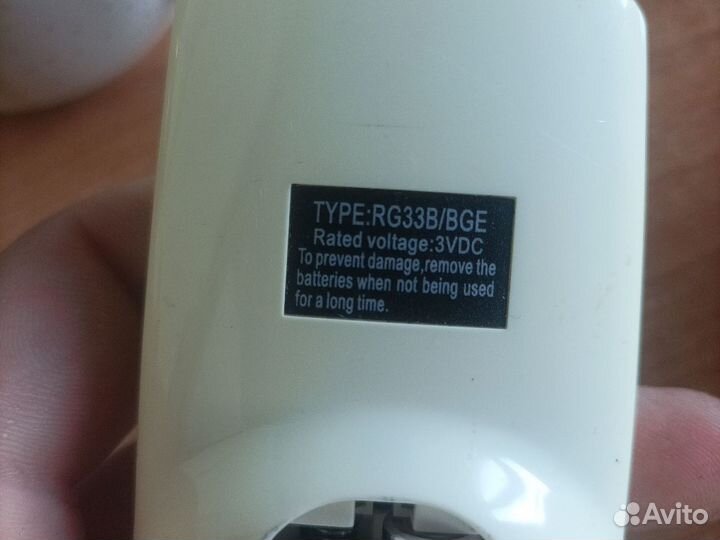 TYPE:RG33B/BGE
Rated voltage:3VDC
To prevent damage,remove the
batteries when not being used
for a long time.
Avito